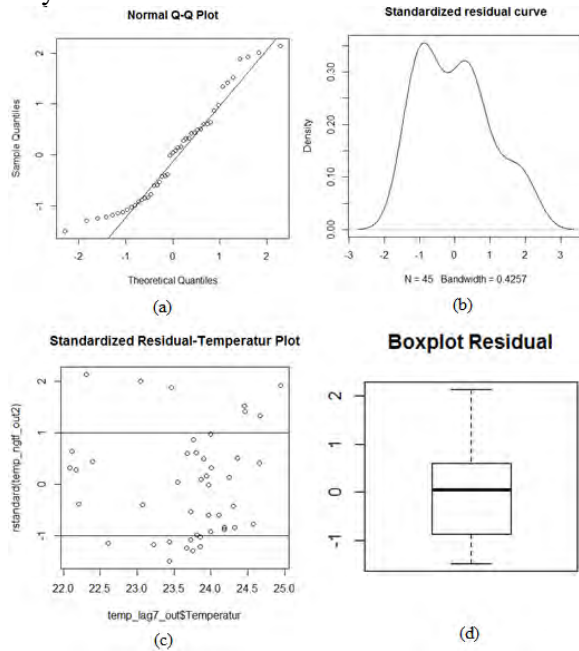 y
Normal Q-Q Plot
Sample Quantiles
2
1
0
-1
-2
-1
0
1
2
Theoretical Quantiles
(a)
Standardized residual curve
Density
0.30
0.20
0.10
0.00
-3
-2
-1
0
1
2
3
N = 45 Bandwidth = 0.4257
(b)
Standardized Residual-Temperatur Plot
2
1
0
-1
22.0
22.5
23.0
23.5
24.0
24.5
25.0
temp_lag7_out$Temperatur
(c)
Boxplot Residual
2
1
0
-1
(d)